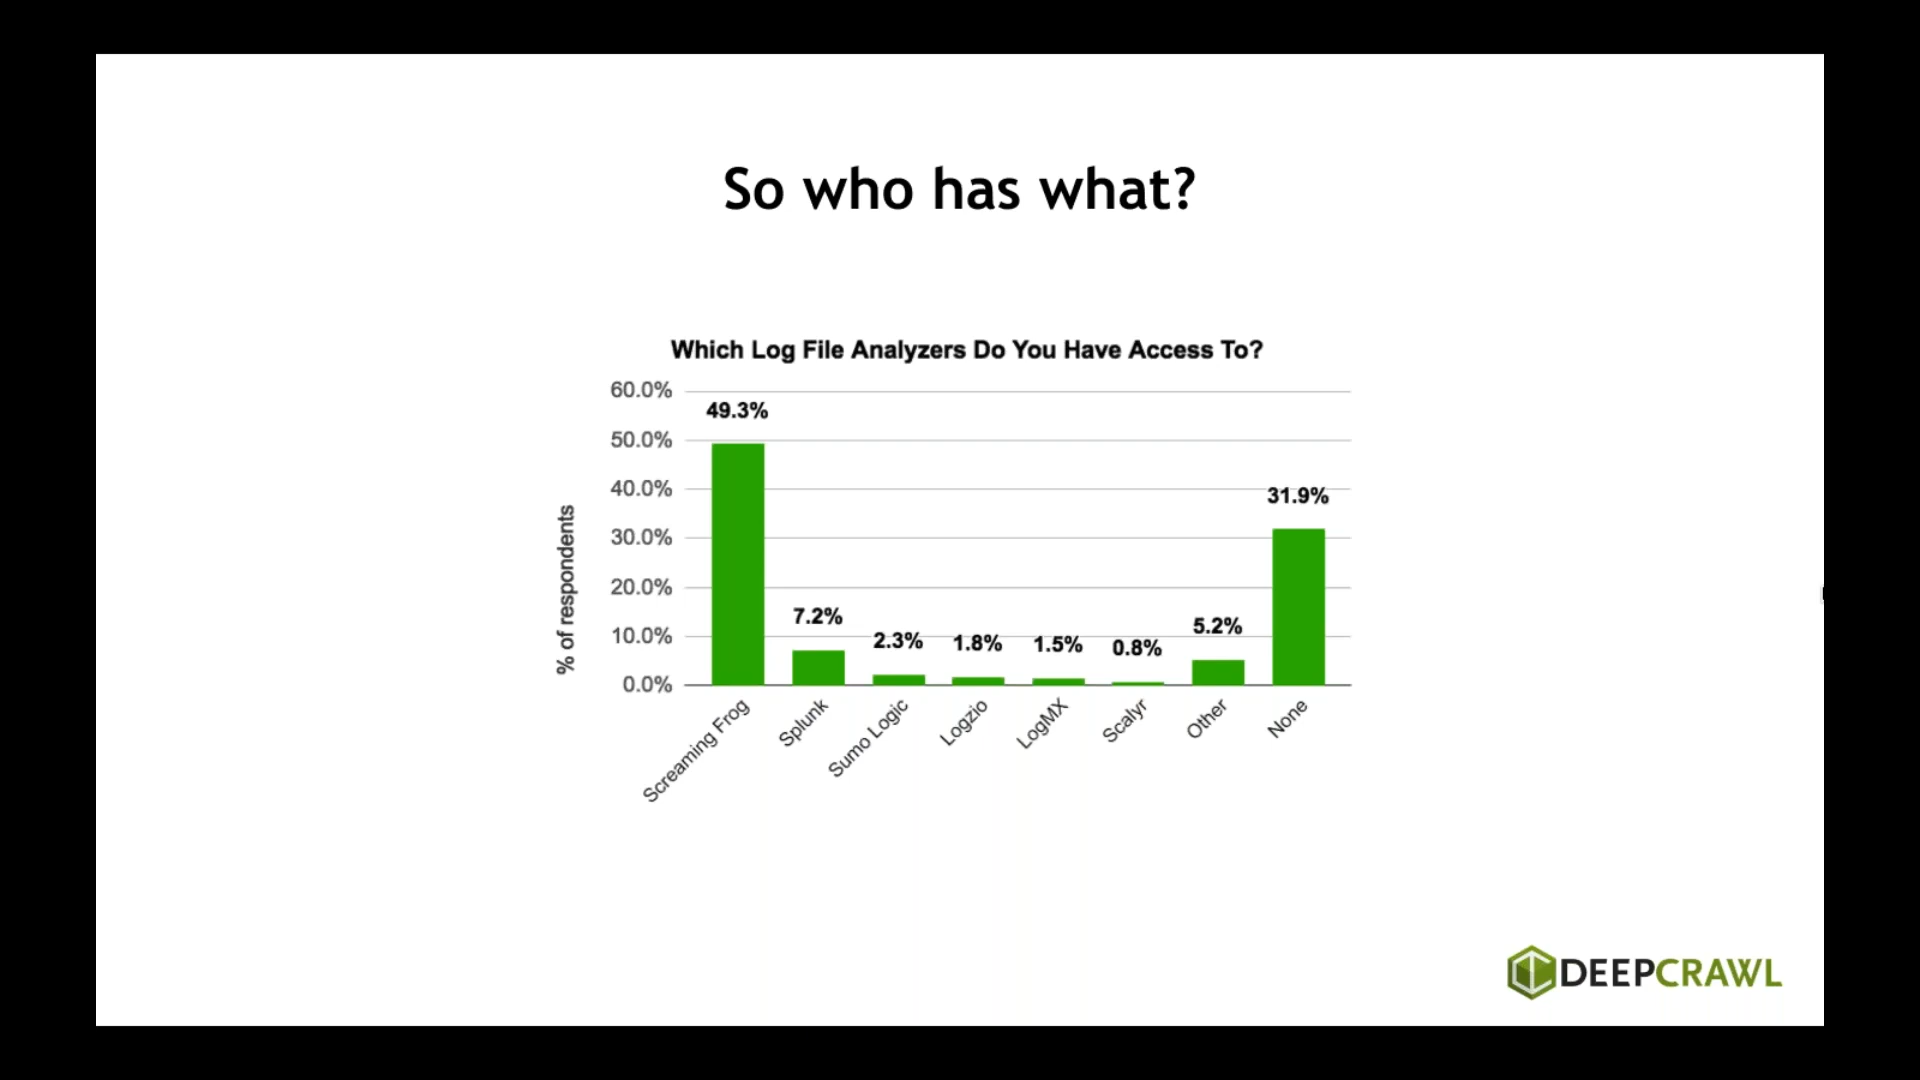 So who has what?
Which Log File Analyzers Do You Have Access To?
% of respondents
60.0%
50.0%
40.0%
30.0%
20.0%
10.0%
0.0%
49.3%
7.2%
2.3%
1.8%
1.5%
0.8%
5.2%
31.9%
Screaming Frog
Splunk
Sumo Logic
Logzio
LogMX
Scalyr
Other
None
DEEPCRAWL